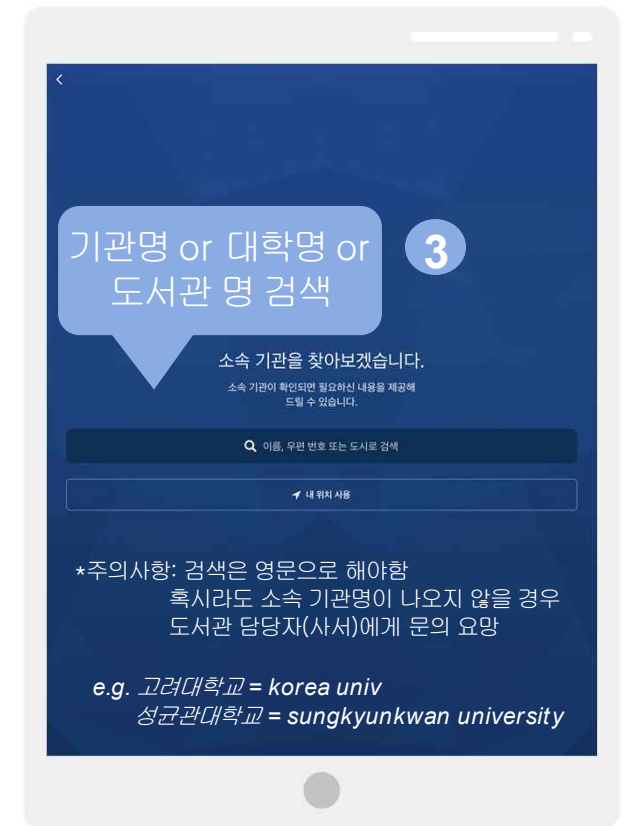 <
기관명 or 대학명 or
도서관 명 검색
3
소속 기관을 찾아보겠습니다.
소속 기관이 확인되면 필요하신 내용을 제공해
드릴 수 있습니다.
이름, 우편 번호 또는 도시로 검색
내 위치 사용
*주의사항: 검색은 영문으로 해야함
혹시라도 소속 기관명이 나오지 않을 경우
도서관 담당자(사서)에게 문의 요망
e.g. 고려대학교 = korea univ
성균관대학교 = sungkyunkwan university